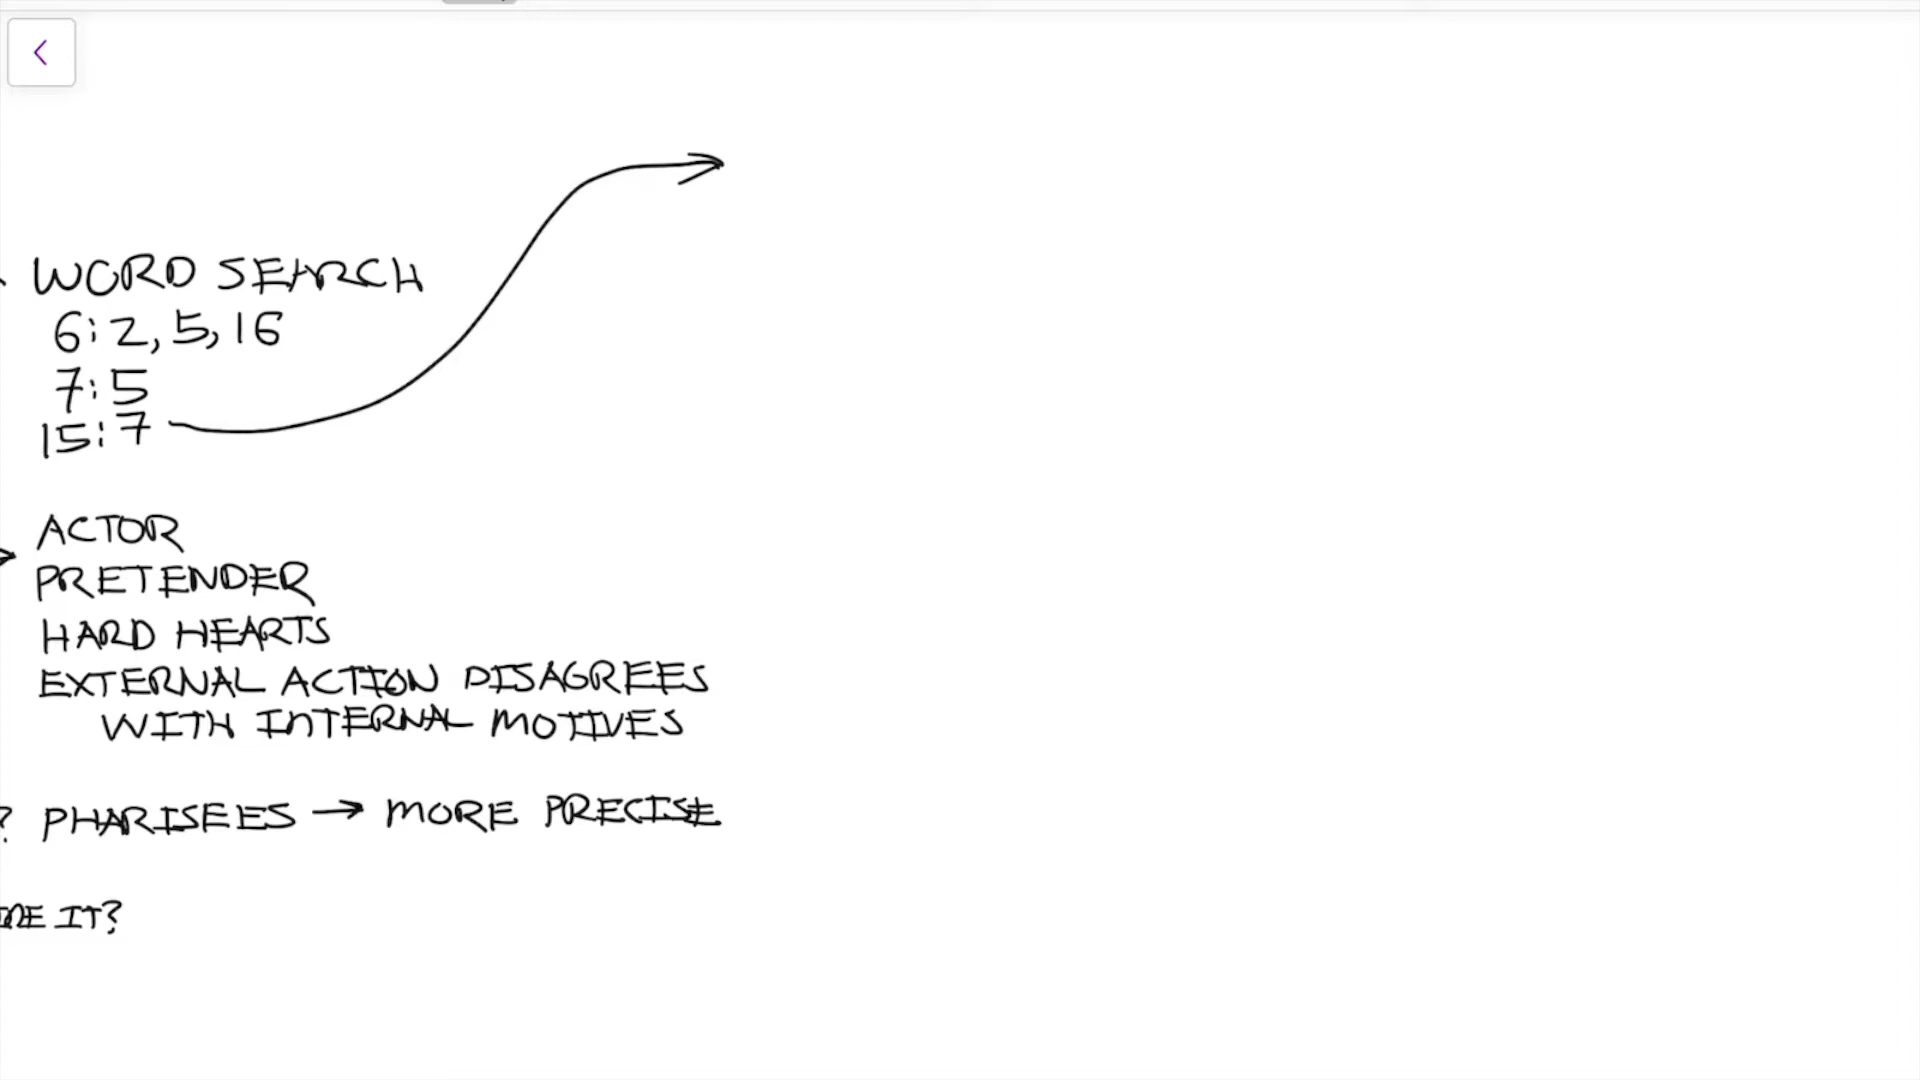 WORD SEARCH
6:2,5,16
7:5
15:7
ACTOR
PRETENDER
HARD HEARTS
EXTERNAL ACTION DISAGREES
WITH INTERNAL MOTIVES
? PHARISEES → MORE PRECISE
IT?